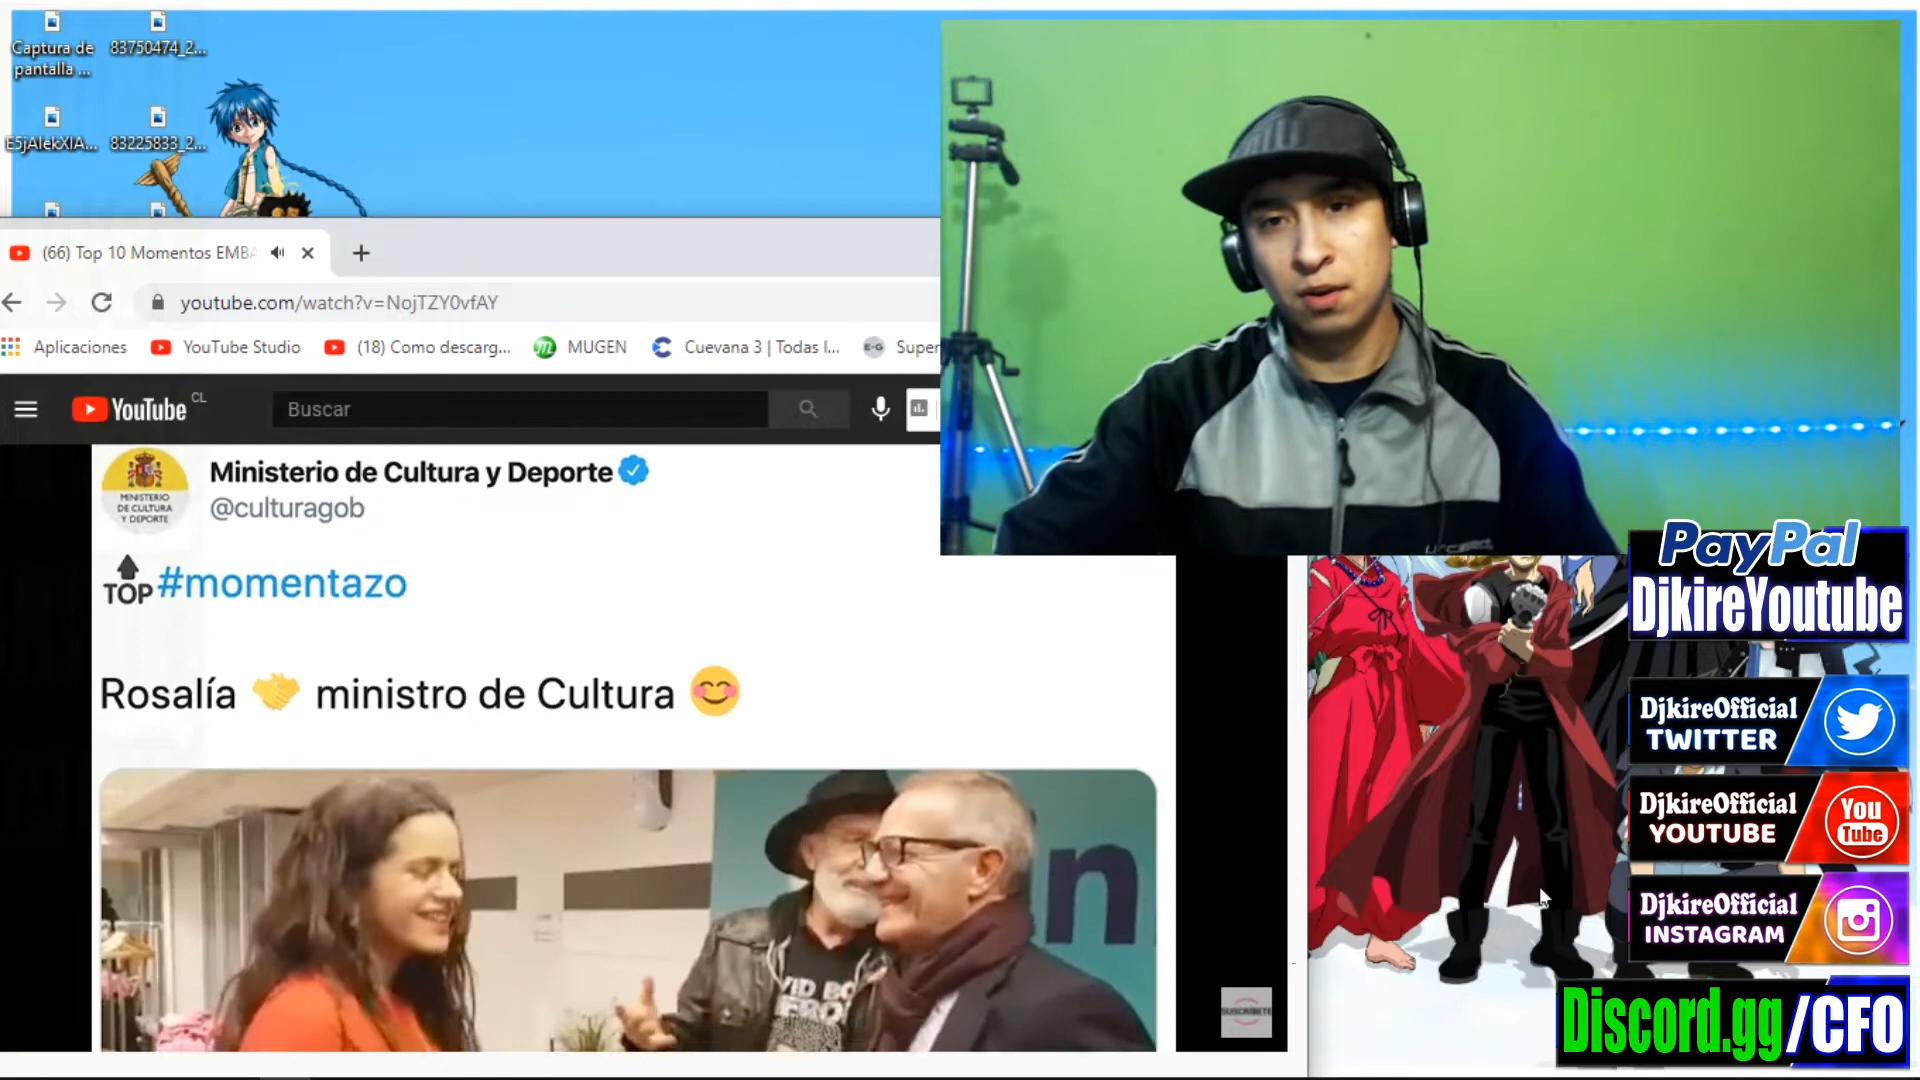 Captura de
pantalla ...
83750474_2...
E5jAlekXIA...
83225833_2...
(66) Top 10 Momentos EMBA
youtube.com/watch?v=NojTZY0vfAY
Aplicaciones
YouTube Studio
(18) Como descarg...
MUGEN
Cuevana 3 | Todas l...
E-G
Super
YouTube CL
Buscar
MINISTERIO
DE CULTURA
Y DEPORTE
Ministerio de Cultura y Deporte
@culturagob
TOP #momentazo
Rosalía 🤝 ministro de Cultura 😊
n
SUSCRIBETE
PayPal
DjkireYoutube
DjkireOfficial
TWITTER
DjkireOfficial
YOUTUBE
You
Tube
DjkireOfficial
INSTAGRAM
Discord.gg/CFO